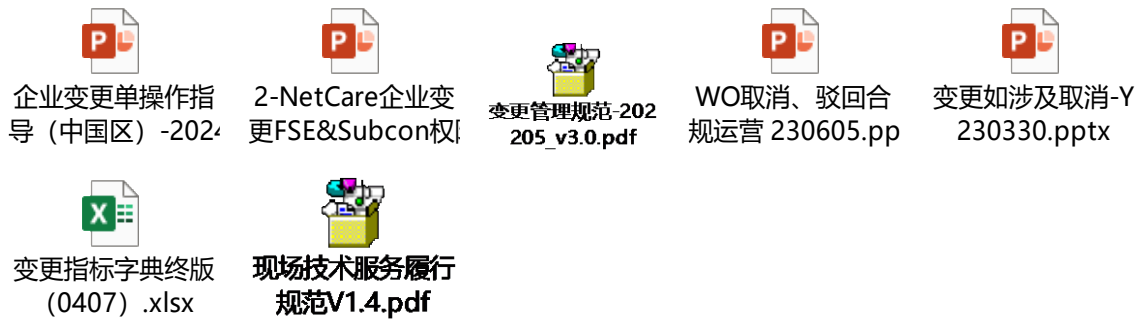 企业变更单操作指
导（中国区）-2024
2-NetCare企业变
更FSE&Subcon权限
变更管理规范-202
205_v3.0.pdf
WO取消、驳回合
规运营 230605.pp
变更如涉及取消-Y
230330.pptx
变更指标字典终版
（0407）.xlsx
现场技术服务履行
规范V1.4.pdf